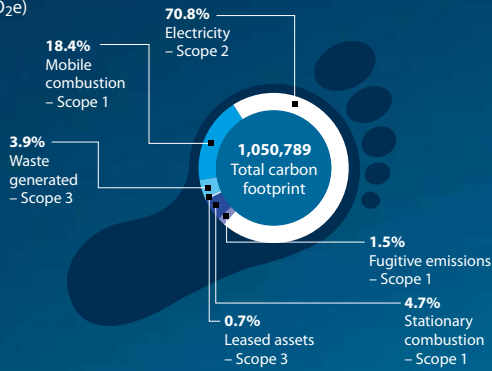 O₂e)
70.8%
Electricity
– Scope 2
18.4%
Mobile
combustion
– Scope 1
3.9%
Waste
generated
– Scope 3
1,050,789
Total carbon
footprint
1.5%
Fugitive emissions
– Scope 1
4.7%
Stationary
combustion
– Scope 1
0.7%
Leased assets
– Scope 3